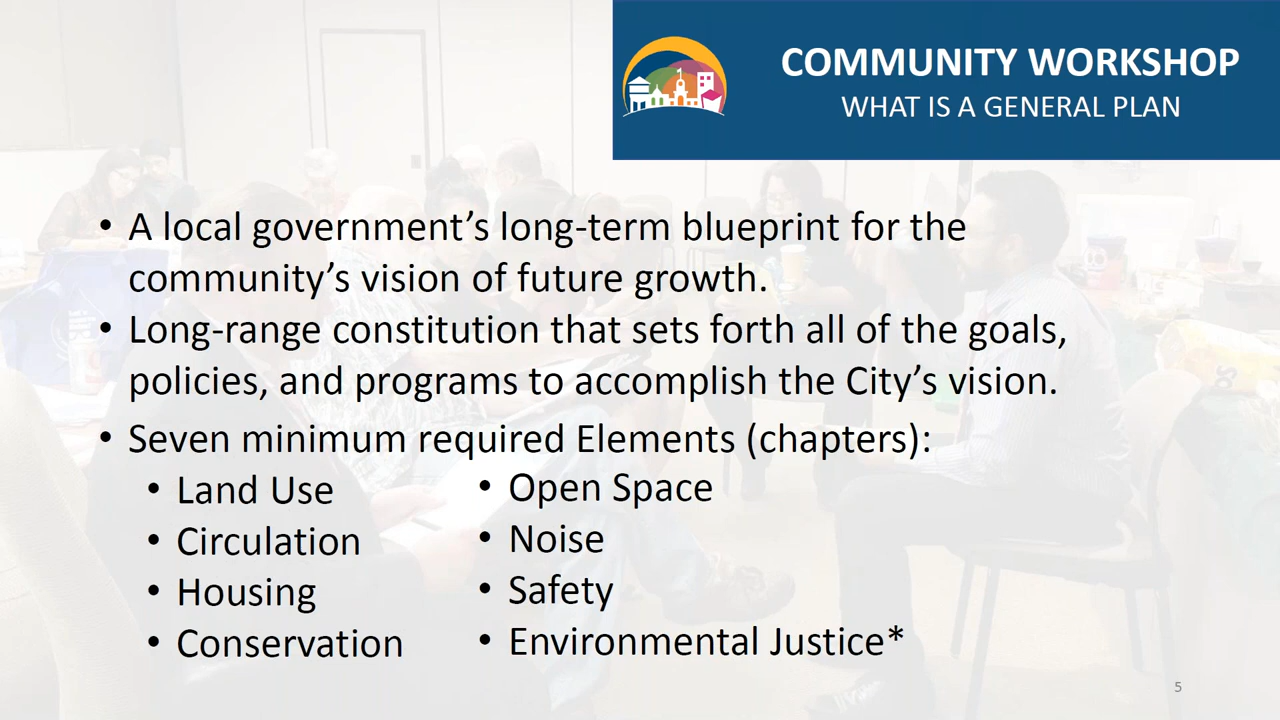 COMMUNITY WORKSHOP
WHAT IS A GENERAL PLAN
• A local government’s long-term blueprint for the
community’s vision of future growth.
• Long-range constitution that sets forth all of the goals,
policies, and programs to accomplish the City’s vision.
• Seven minimum required Elements (chapters):
• Land Use
• Circulation
• Housing
• Conservation
• Open Space
• Noise
• Safety
• Environmental Justice*
5